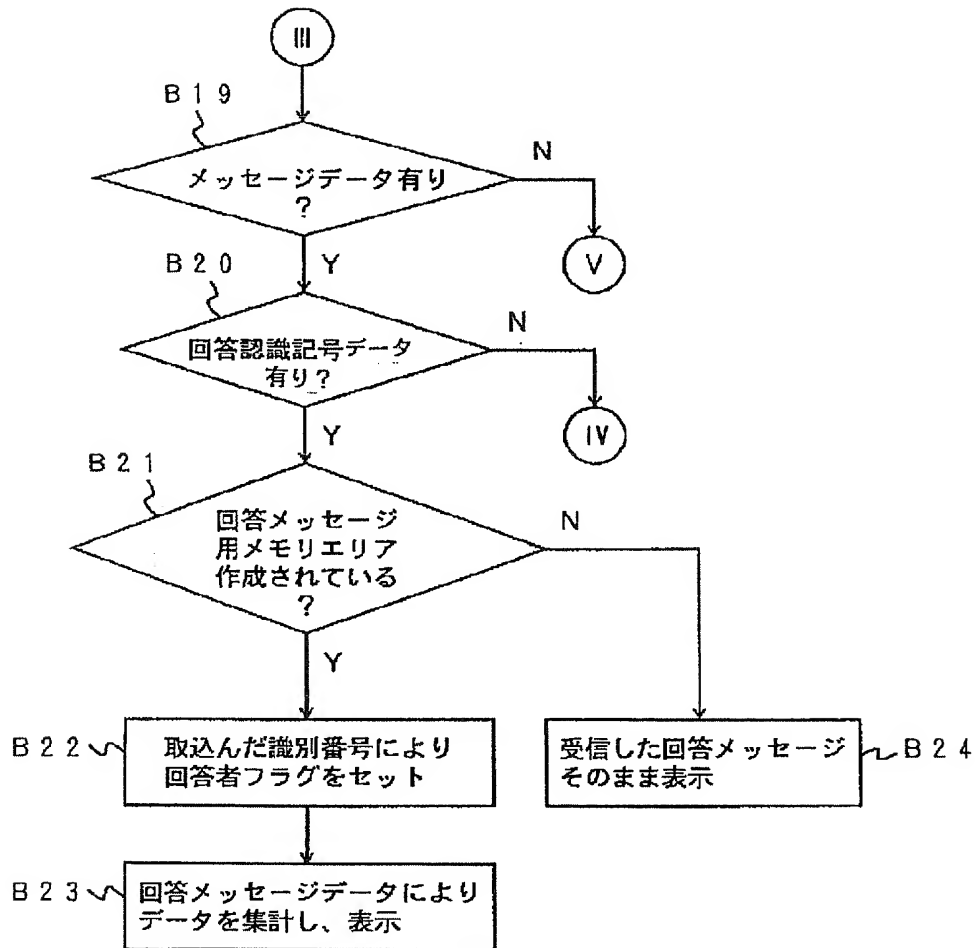 III
B19
メッセージデータ有り
?
N
V
Y
B20
回答認識記号データ
有り?
N
IV
Y
B21
回答メッセージ
用メモリエリア
作成されている
?
N
Y
B22
取込んだ識別番号により
回答者フラグをセット
受信した回答メッセージ
そのまま表示
B24
B23
回答メッセージデータにより
データを集計し、表示